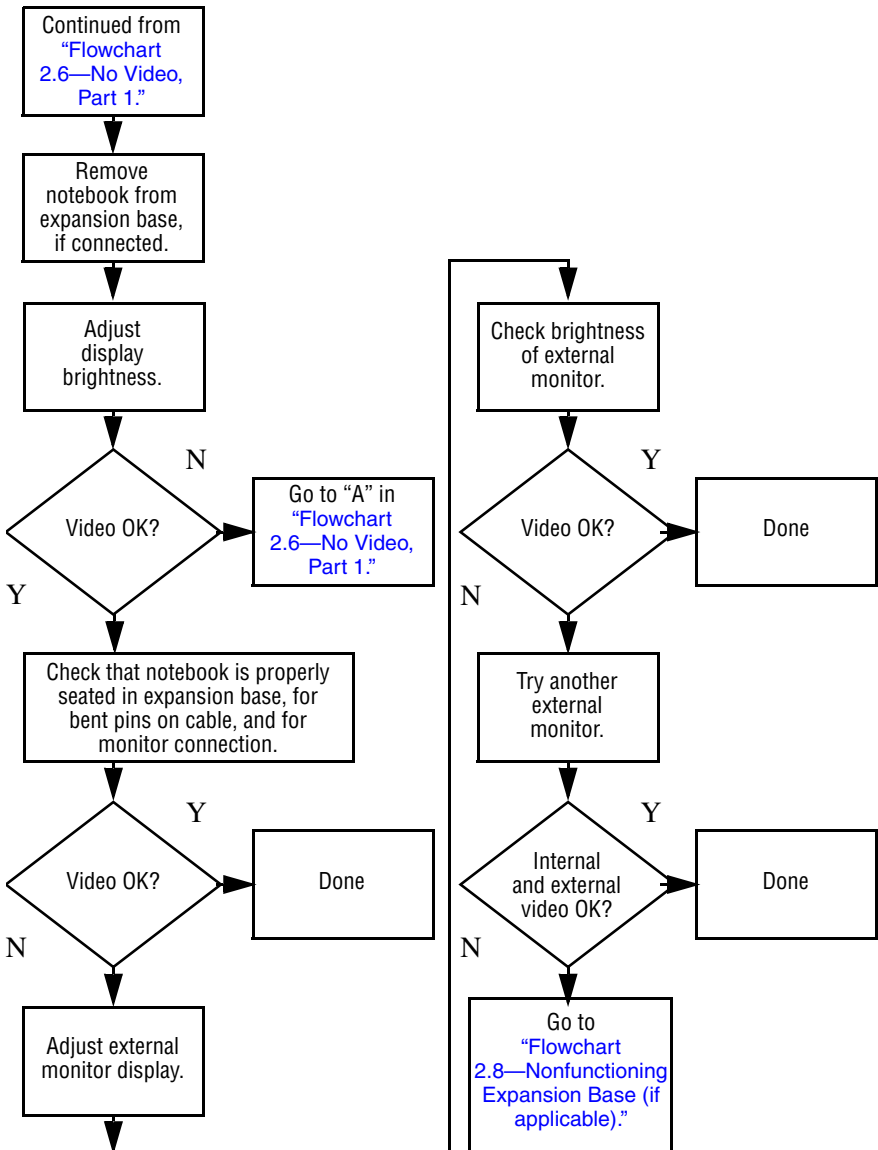 Continued from
“Flowchart
2.6—No Video,
Part 1.”
Remove
notebook from
expansion base,
if connected.
Adjust
display
brightness.
N
Video OK?
Go to “A” in
“Flowchart
2.6—No Video,
Part 1.”
Y
Check that notebook is properly
seated in expansion base, for
bent pins on cable, and for
monitor connection.
Y
Video OK?
Done
N
Adjust external
monitor display.
Check brightness
of external
monitor.
Y
Video OK?
Done
N
Try another
external
monitor.
Y
Internal
and external
video OK?
Done
N
Go to
“Flowchart
2.8—Nonfunctioning
Expansion Base (if
applicable).”